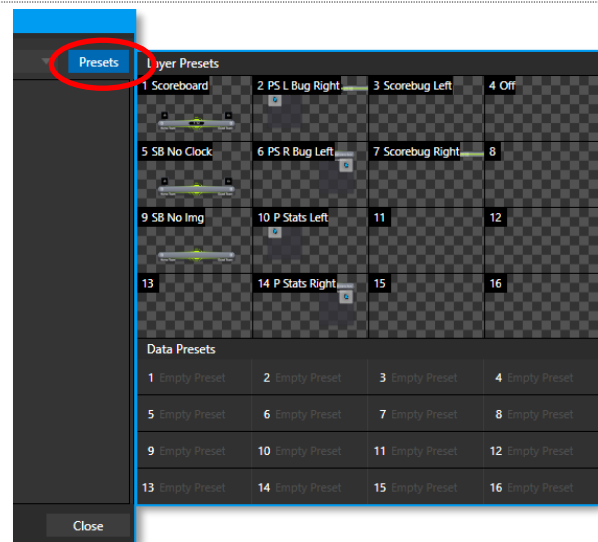 Presets
Layer Presets
1 Scoreboard
2 PS L Bug Right
3 Scorebug Left
4 Off
5 SB No Clock
6 PS R Bug Left
7 Scorebug Right
8
9 SB No Img
10 P Stats Left
11
12
13
14 P Stats Right
15
16
Data Presets
1 Empty Preset
2 Empty Preset
3 Empty Preset
4 Empty Preset
5 Empty Preset
6 Empty Preset
7 Empty Preset
8 Empty Preset
9 Empty Preset
10 Empty Preset
11 Empty Preset
12 Empty Preset
13 Empty Preset
14 Empty Preset
15 Empty Preset
16 Empty Preset
Close